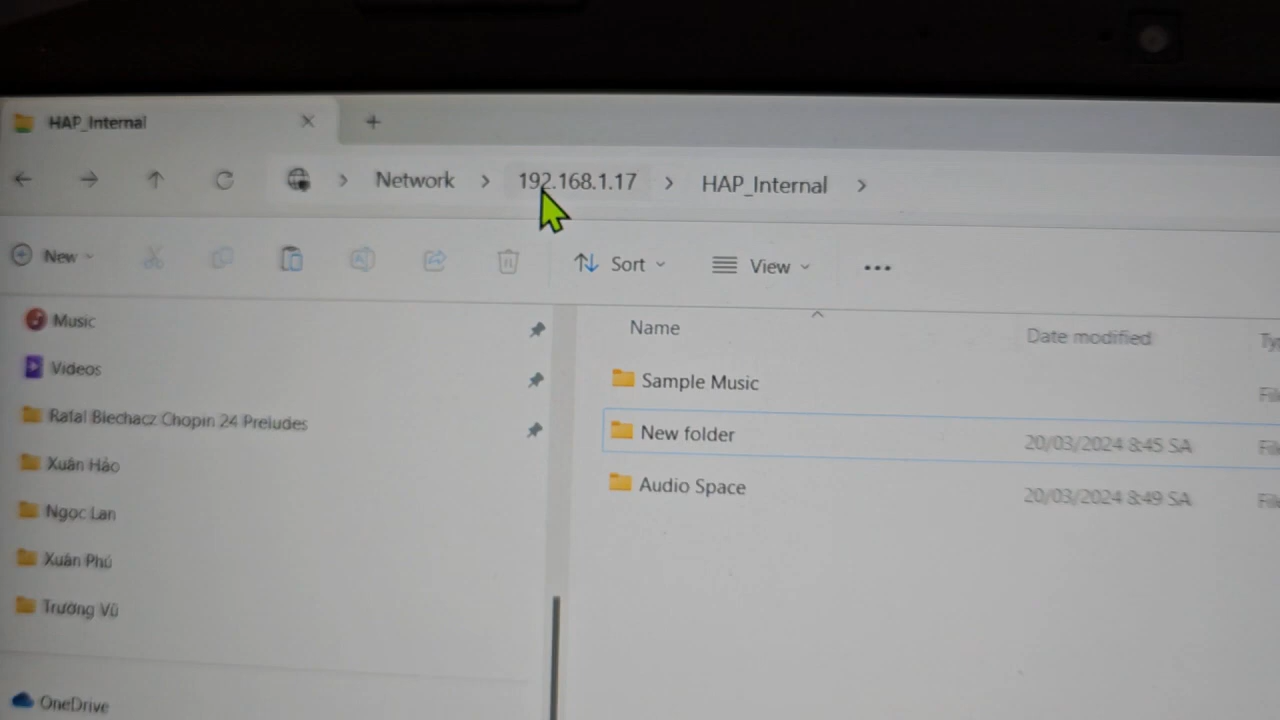 HAP_Internal
Network > 192.168.1.17 > HAP_Internal >
New Sort View ...
Music
Videos
Rafal Blechacz Chopin 24 Preludes
Xuân Hảo
Ngọc Lan
Xuân Phú
Trường Vũ
OneDrive
Name Date modified
Sample Music
New folder 20/03/2024 8:45 SA
Audio Space 20/03/2024 8:49 SA